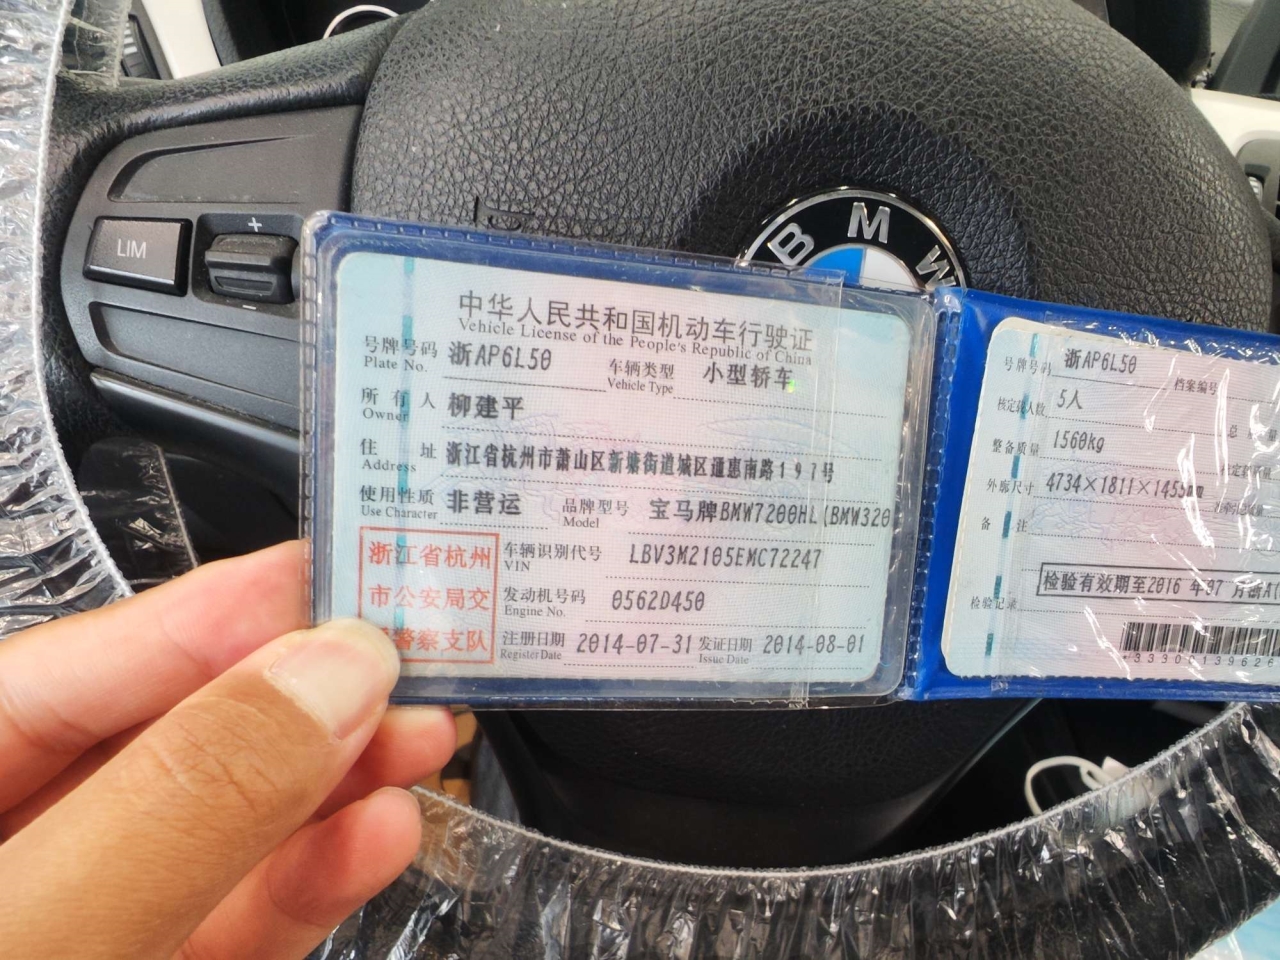 LIM
+
−
BMW
中华人民共和国机动车行驶证
Vehicle License of the People's Republic of China
号牌号码 浙AP6L50 车辆类型 小型轿车
Plate No. Vehicle Type
所有人 柳建平
Owner
住址 浙江省杭州市萧山区新塘街道城区通惠南路197号
Address
使用性质 非营运 品牌型号 宝马牌BMW7200HL(BMW320
Use Character Model
浙江省杭州
市公安局交
警察支队
车辆识别代号 LBV3M2105EMC72247
VIN
发动机号码 0562D450
Engine No.
注册日期 2014-07-31 发证日期 2014-08-01
Register Date Issue Date
号牌号码 浙AP6L50 档案编号
核定载人数 5人
整备质量 1560kg
外廓尺寸 4734×1811×1455mm
备注
检验有效期至2016年07月浙A(
检验记录